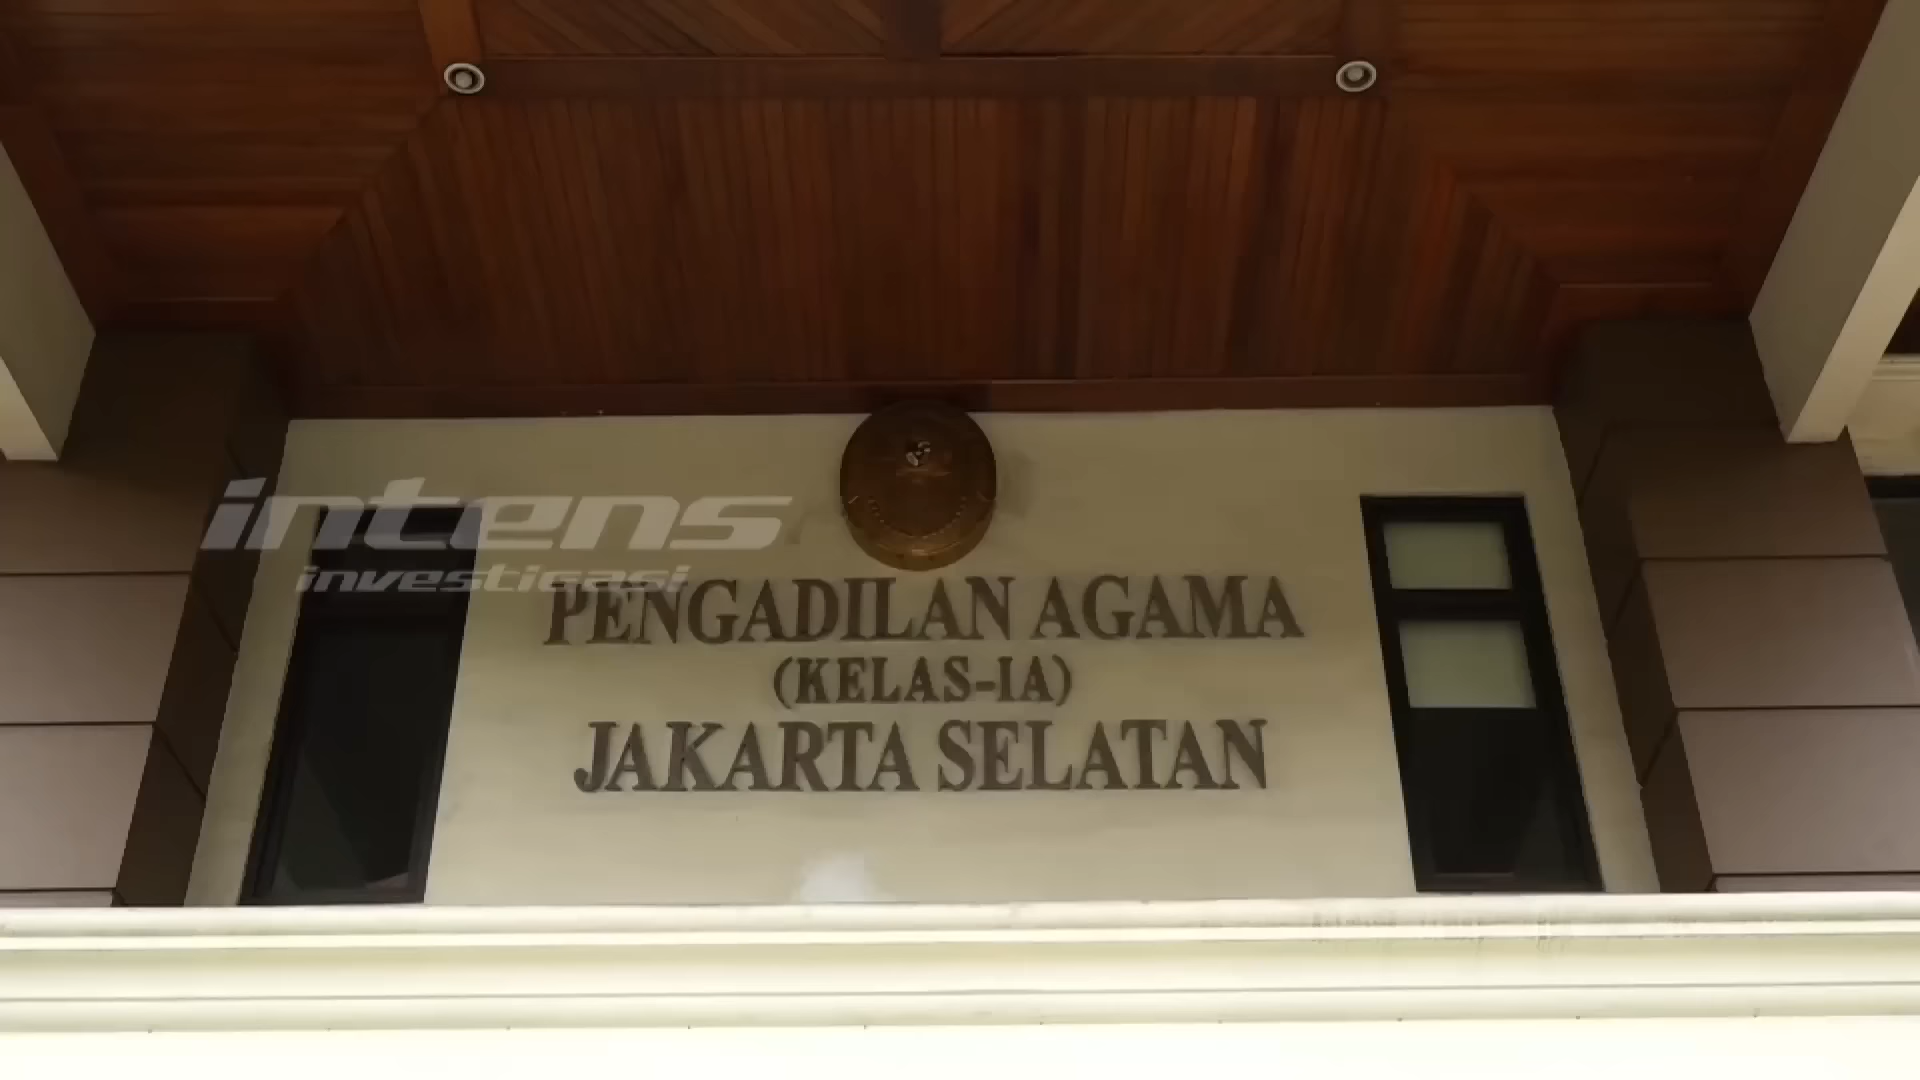 intens
investigasi
PENGADILAN AGAMA
(KELAS-IA)
JAKARTA SELATAN